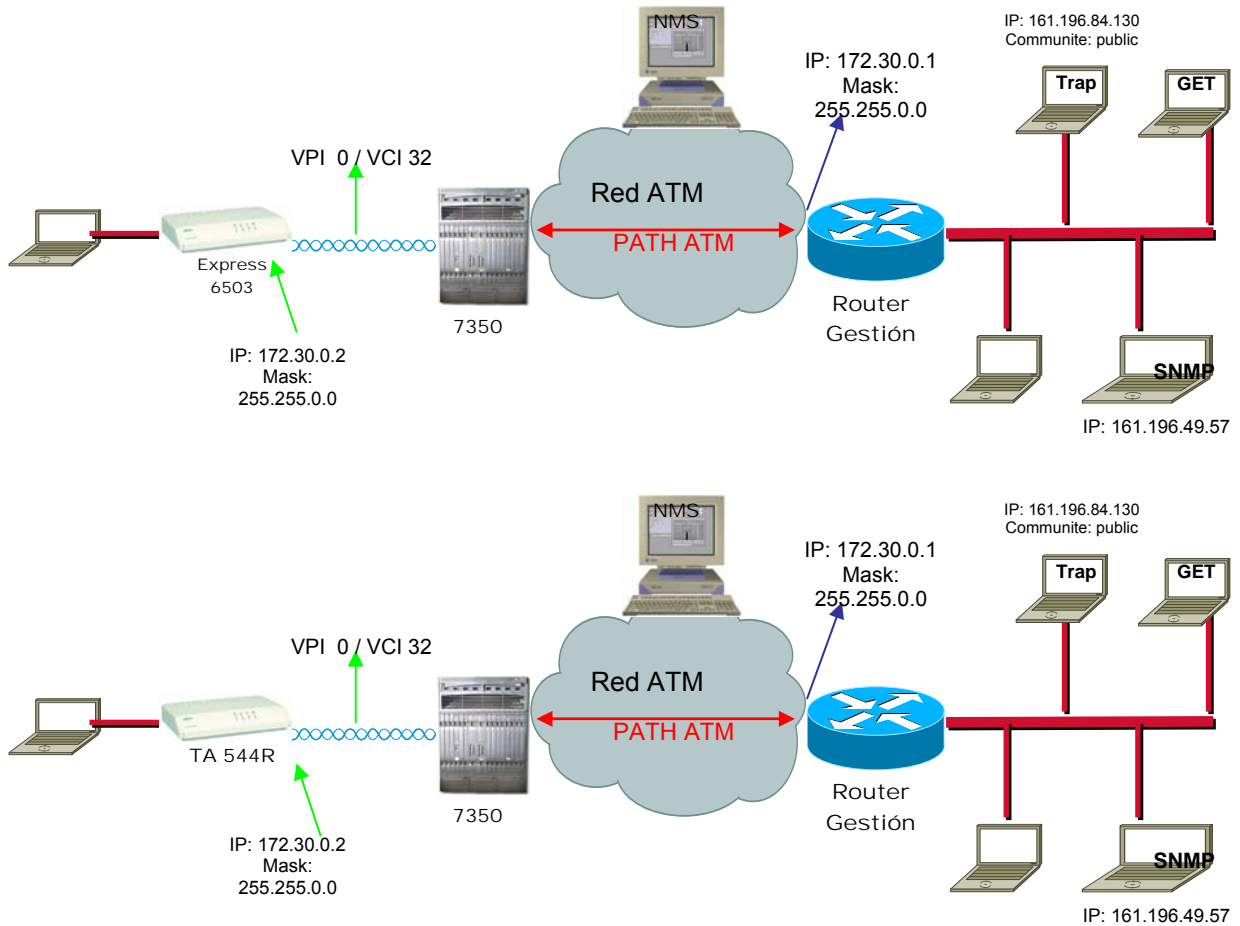 NMS
IP: 161.196.84.130
Communite: public
IP: 172.30.0.1
Mask:
255.255.0.0
Trap
GET
VPI 0 / VCI 32
Red ATM
PATH ATM
Express
6503
7350
Router
Gestión
IP: 172.30.0.2
Mask:
255.255.0.0
SNMP
IP: 161.196.49.57
NMS
IP: 161.196.84.130
Communite: public
IP: 172.30.0.1
Mask:
255.255.0.0
Trap
GET
VPI 0 / VCI 32
Red ATM
PATH ATM
TA 544R
7350
Router
Gestión
IP: 172.30.0.2
Mask:
255.255.0.0
SNMP
IP: 161.196.49.57